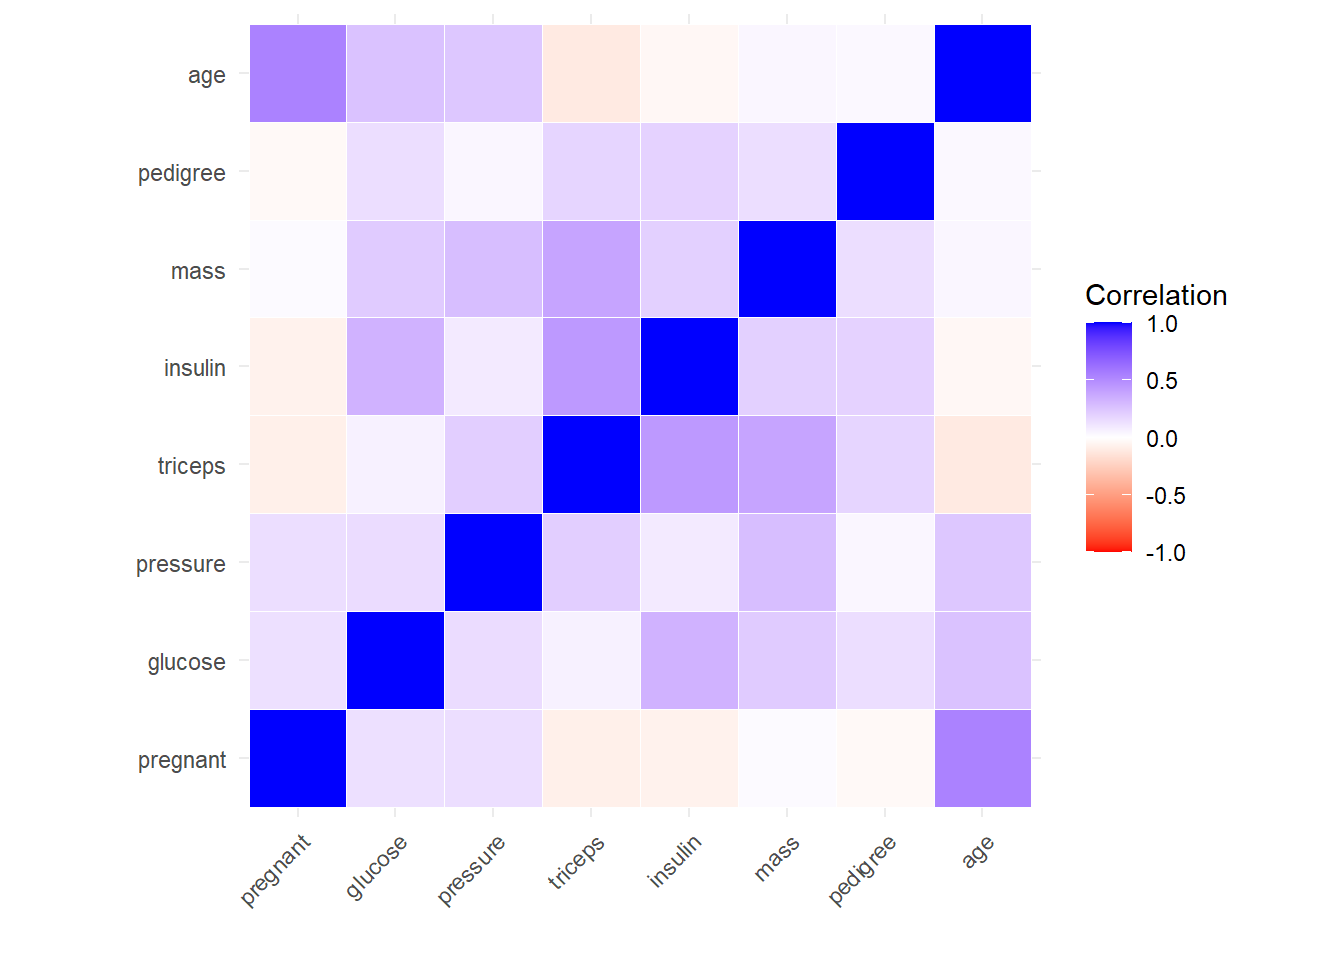 age
pedigree
mass
insulin
triceps
pressure
glucose
pregnant
pregnant
glucose
pressure
triceps
insulin
mass
pedigree
age
Correlation
1.0
0.5
0.0
-0.5
-1.0